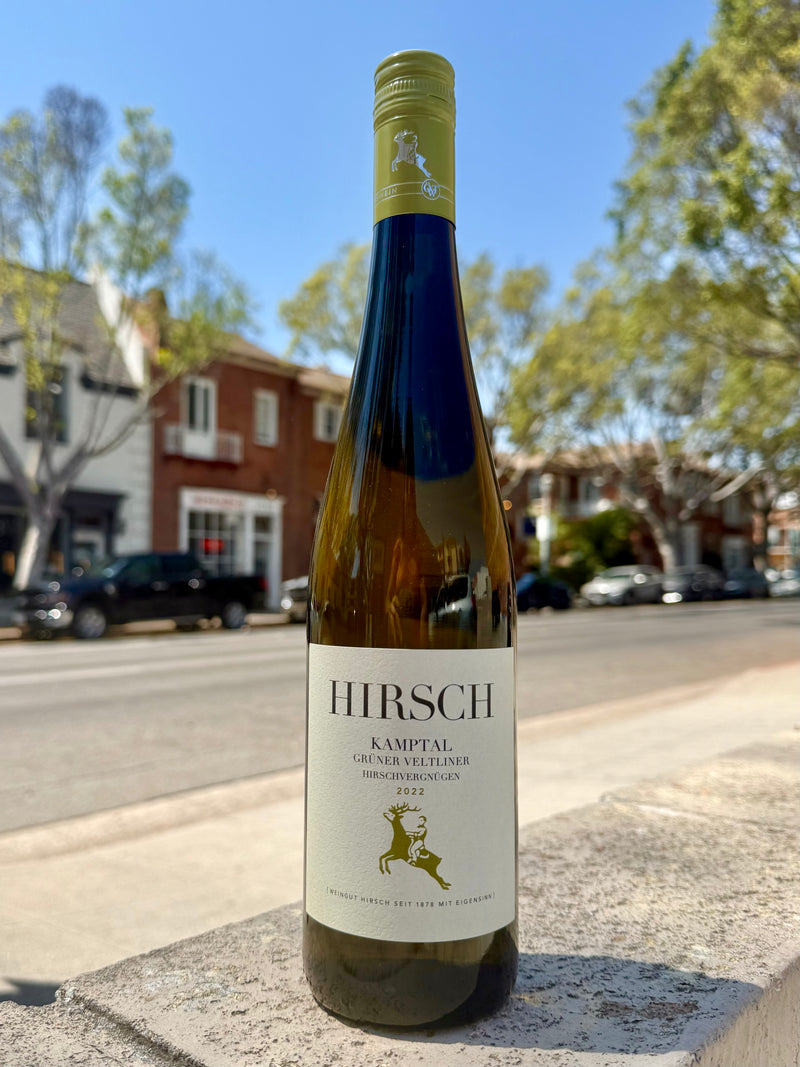 HIRSCH
KAMPTAL
GRÜNER VELTLINER
HIRSCHVERGNÜGEN
2022
[WEINGUT HIRSCH SEIT 1878 MIT EIGENSINN]